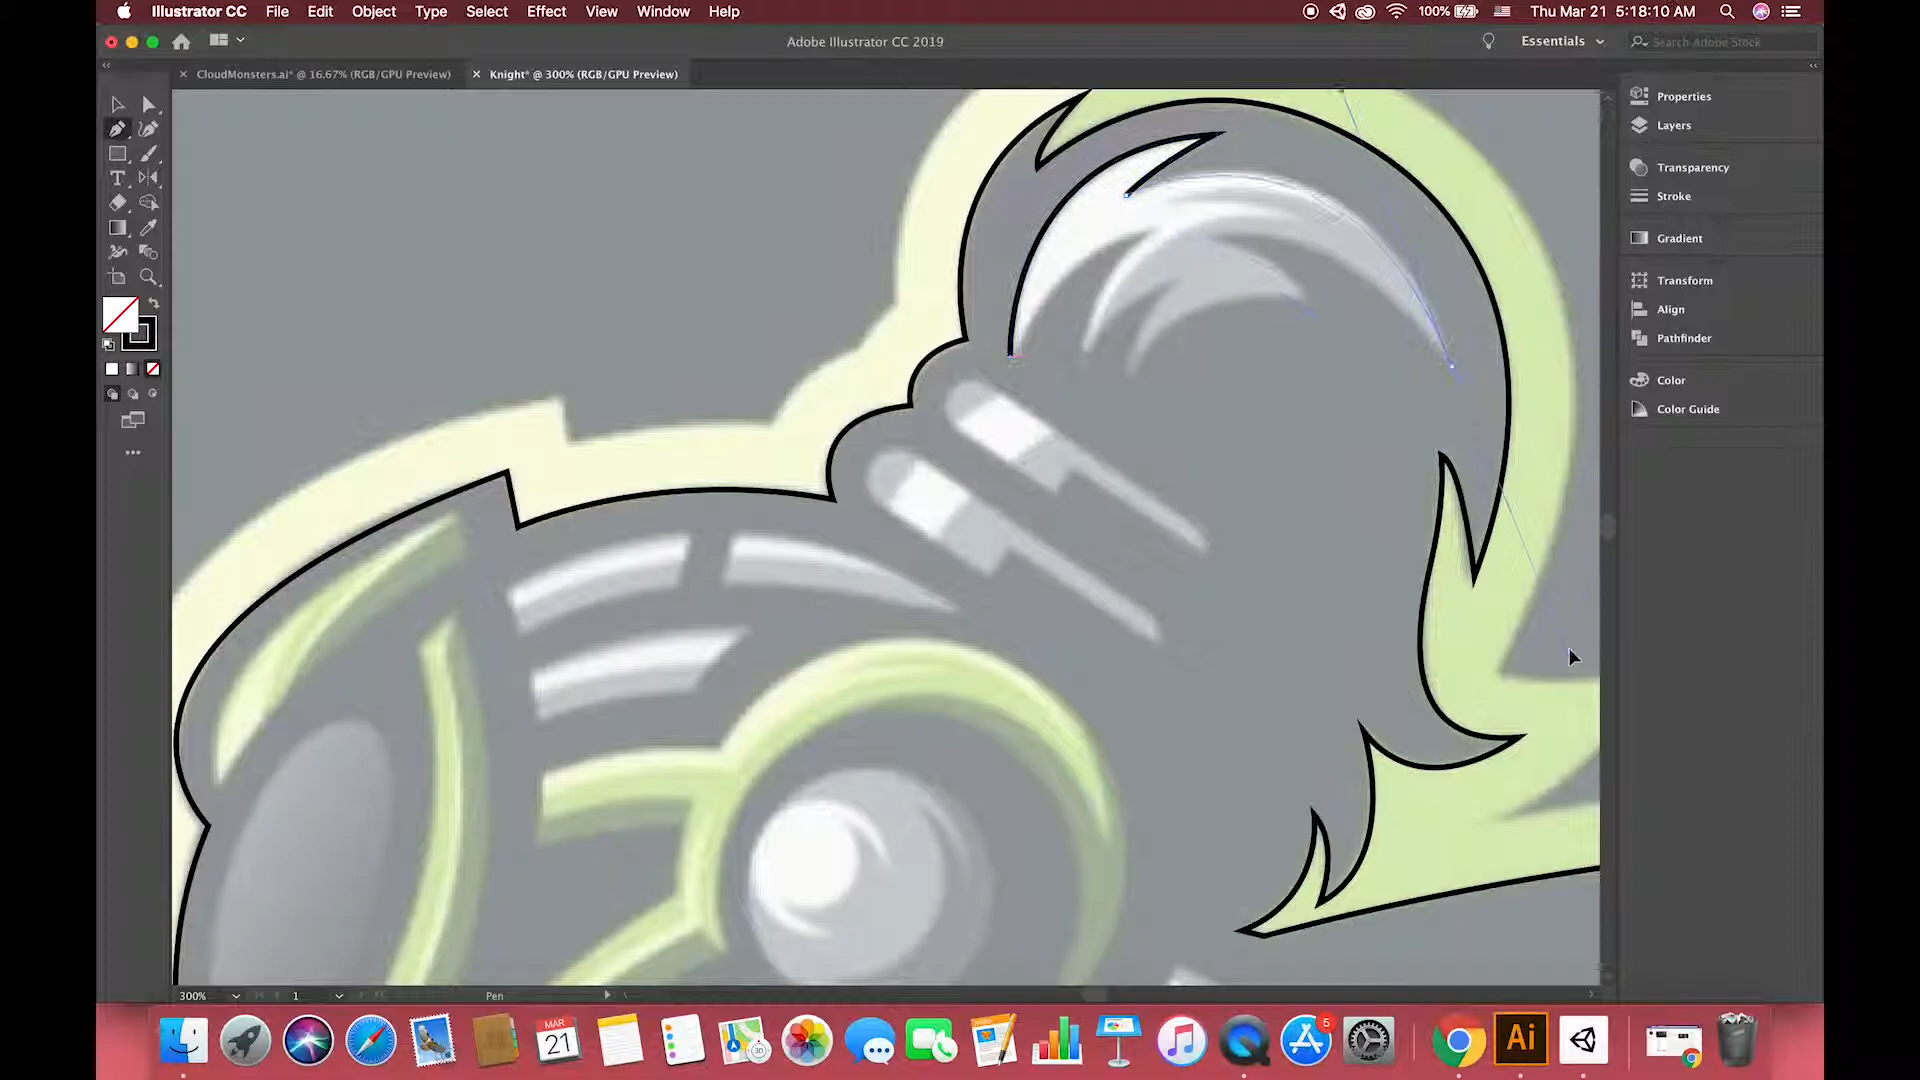 Illustrator CC File Edit Object Type Select Effect View Window Help 100% Thu Mar 21 5:18:10 AM
Adobe Illustrator CC 2019 Essentials Search Adobe Stock
CloudMonsters.ai* @ 16.67% (RGB/GPU Preview) Knight* @ 300% (RGB/GPU Preview)
Properties
Layers
Transparency
Stroke
Gradient
Transform
Align
Pathfinder
Color
Color Guide
300% 1 Pen
MAR
21
5
Ai